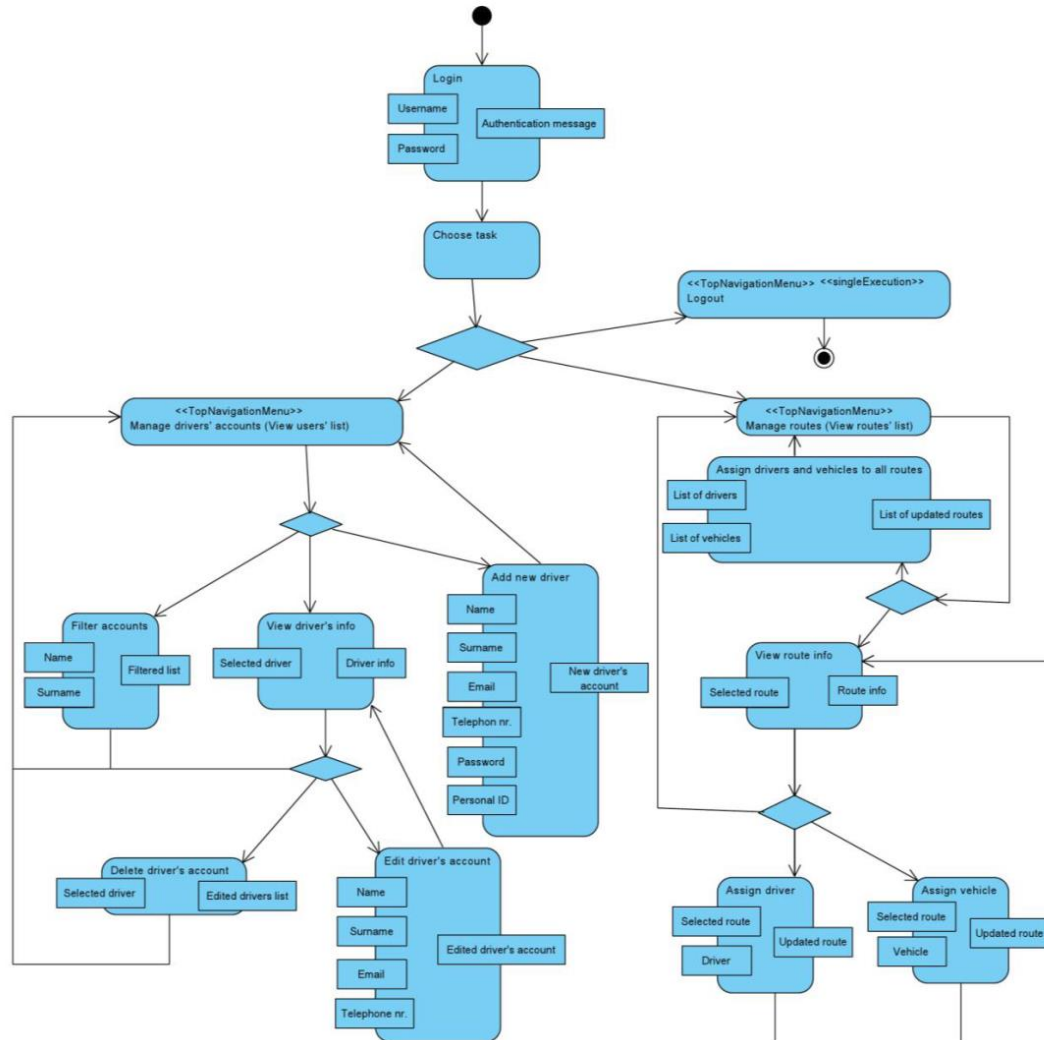 Login
Username
Authentication message
Password
Choose task
<<TopNavigationMenu>> <<singleExecution>>
Logout
<<TopNavigationMenu>>
Manage drivers' accounts (View users' list)
<<TopNavigationMenu>>
Manage routes (View routes' list)
Assign drivers and vehicles to all routes
List of drivers
List of updated routes
List of vehicles
Filter accounts
Name
Filtered list
Surname
View driver's info
Selected driver
Driver info
Add new driver
Name
Surname
Email
New driver's
account
Telephon nr.
Password
Personal ID
View route info
Selected route
Route info
Delete driver's account
Selected driver
Edited drivers list
Edit driver's account
Name
Surname
Edited driver's account
Email
Telephone nr.
Assign driver
Selected route
Updated route
Driver
Assign vehicle
Selected route
Updated route
Vehicle